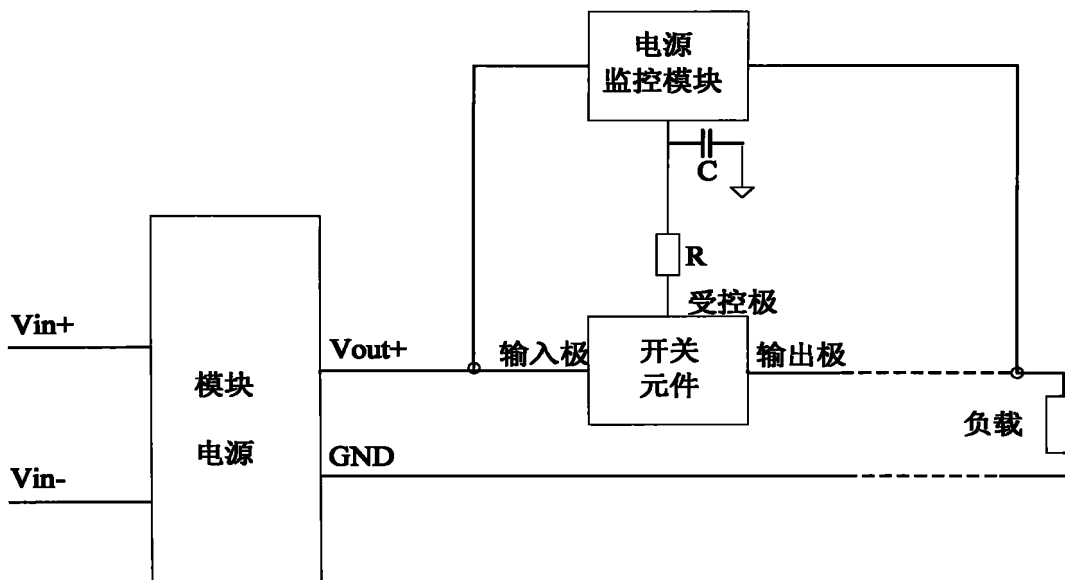 电源
监控模块
C
R
受控极
Vin+
Vout+
输入极
开关
元件
输出极
模块
电源
负载
GND
Vin-